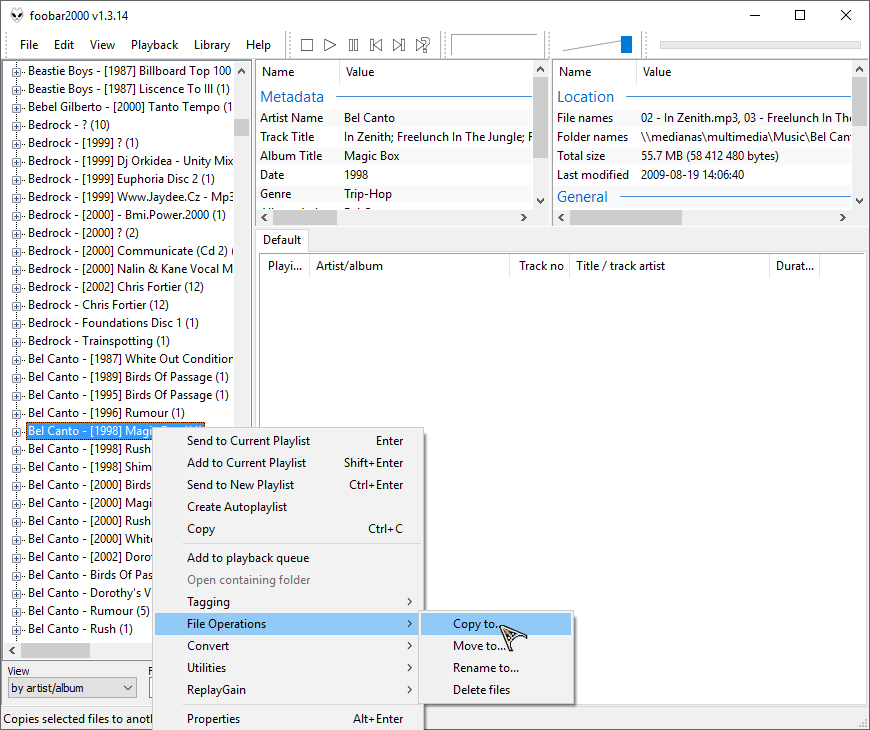 foobar2000 v1.3.14
File Edit View Playback Library Help
Beastie Boys - [1987] Billboard Top 100
Beastie Boys - [1987] Liscence To Ill (1)
Bebel Gilberto - [2000] Tanto Tempo (1
Bedrock - ? (10)
Bedrock - [1999] ? (1)
Bedrock - [1999] Dj Orkidea - Unity Mix
Bedrock - [1999] Euphoria Disc 2 (1)
Bedrock - [1999] Www.Jaydee.Cz - Mp3
Bedrock - [2000] - Bmi.Power.2000 (1)
Bedrock - [2000] ? (2)
Bedrock - [2000] Communicate (Cd 2) (
Bedrock - [2000] Nalin & Kane Vocal M
Bedrock - [2002] Chris Fortier (12)
Bedrock - Chris Fortier (12)
Bedrock - Foundations Disc 1 (1)
Bedrock - Trainspotting (1)
Bel Canto - [1987] White Out Condition
Bel Canto - [1989] Birds Of Passage (1)
Bel Canto - [1995] Birds Of Passage (1)
Bel Canto - [1996] Rumour (1)
Bel Canto - [1998] Magi
Bel Canto - [1998] Rush
Bel Canto - [1998] Shim
Bel Canto - [2000] Birds
Bel Canto - [2000] Magi
Bel Canto - [2000] Rush
Bel Canto - [2000] White
Bel Canto - [2002] Doro
Bel Canto - Birds Of Pas
Bel Canto - Dorothy's V
Bel Canto - Rumour (5)
Bel Canto - Rush (1)
View
by artist/album
Copies selected files to anoth
Name Value
Metadata
Artist Name Bel Canto
Track Title In Zenith; Freelunch In The Jungle; F
Album Title Magic Box
Date 1998
Genre Trip-Hop
Name Value
Location
File names 02 - In Zenith.mp3, 03 - Freelunch In The
Folder names \\medianas\multimedia\Music\Bel Cant
Total size 55.7 MB (58 412 480 bytes)
Last modified 2009-08-19 14:06:40
General
Default
Playi... Artist/album Track no Title / track artist Durat...
Send to Current Playlist Enter
Add to Current Playlist Shift+Enter
Send to New Playlist Ctrl+Enter
Create Autoplaylist
Copy Ctrl+C
Add to playback queue
Open containing folder
Tagging
File Operations
Convert
Utilities
ReplayGain
Properties Alt+Enter
Copy to...
Move to...
Rename to...
Delete files